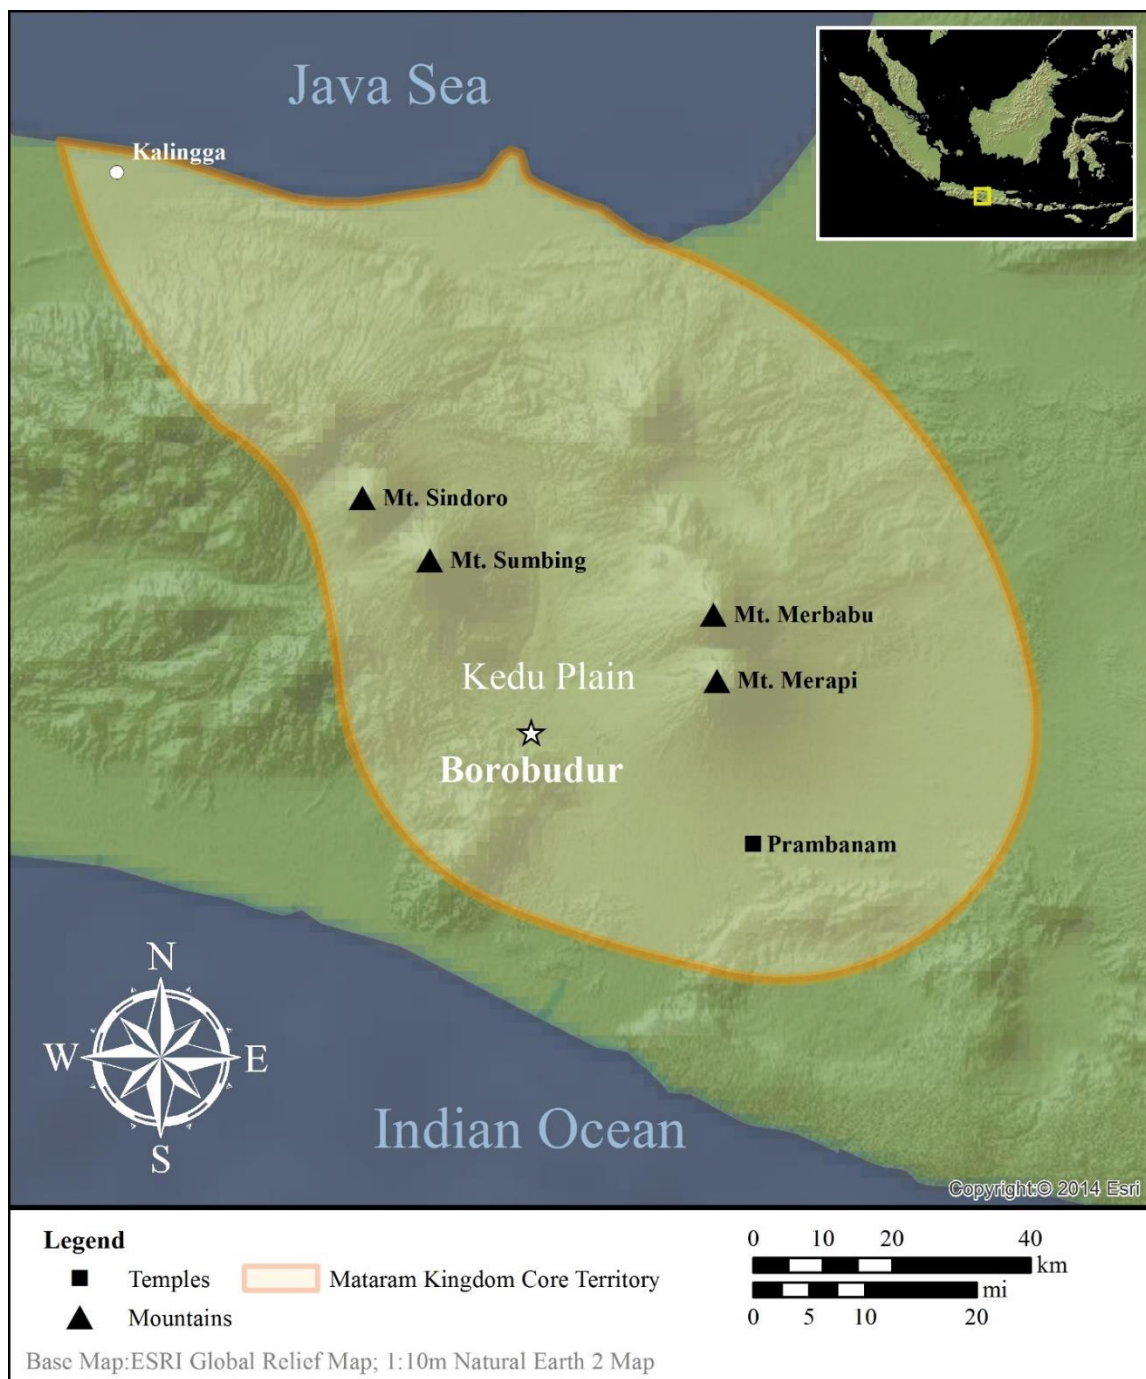 Java Sea
Kalingga
Mt. Sindoro
Mt. Sumbing
Mt. Merbabu
Kedu Plain
Mt. Merapi
Borobudur
Prambanam
N
W E
S
Indian Ocean
Copyright:© 2014 Esri
Legend
Temples
Mataram Kingdom Core Territory
Mountains
0 10 20 40
km
mi
0 5 10 20
Base Map:ESRI Global Relief Map; 1:10m Natural Earth 2 Map